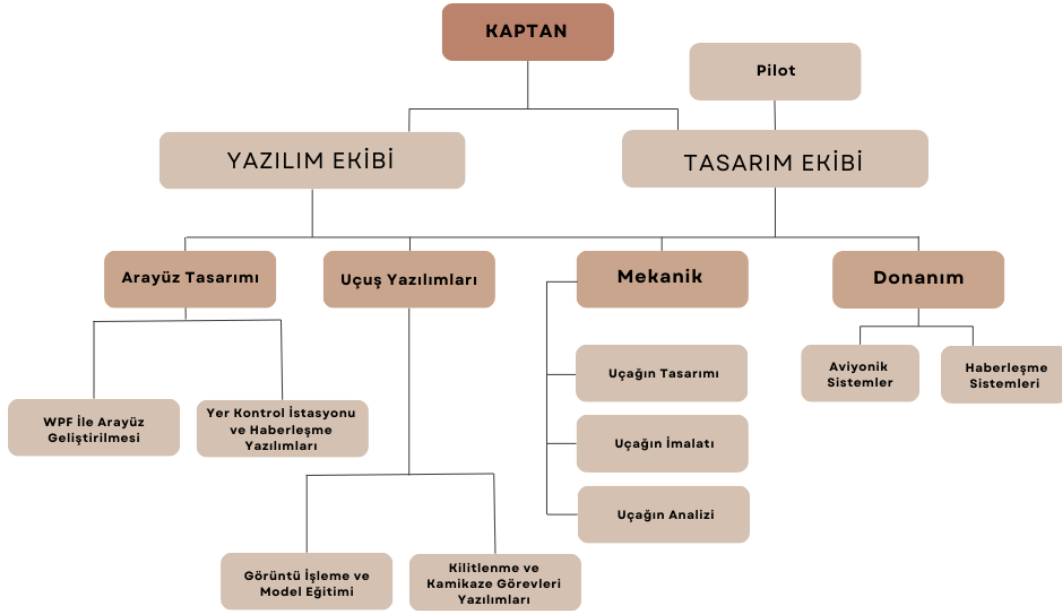 KAPTAN
Pilot
YAZILIM EKİBİ
TASARIM EKİBİ
Arayüz Tasarımı
Uçuş Yazılımları
Mekanik
Donanım
Uçağın Tasarımı
Aviyonik
Sistemler
Haberleşme
Sistemleri
WPF İle Arayüz
Geliştirilmesi
Yer Kontrol İstasyonu
ve Haberleşme
Yazılımları
Uçağın İmalatı
Uçağın Analizi
Görüntü İşleme ve
Model Eğitimi
Kilitlenme ve
Kamikaze Görevleri
Yazılımları